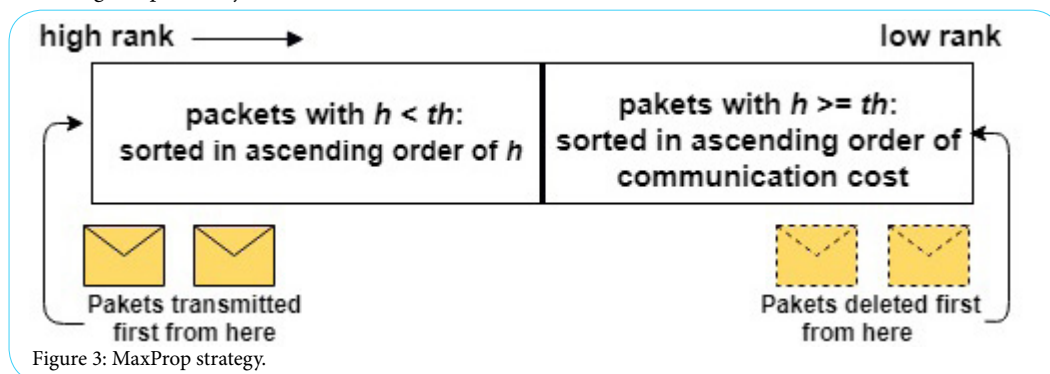 high rank
low rank
packets with h < th:
sorted in ascending order of h
pakets with h >= th:
sorted in ascending order of
communication cost
Pakets transmitted
first from here
Pakets deleted first
from here
Figure 3: MaxProp strategy.